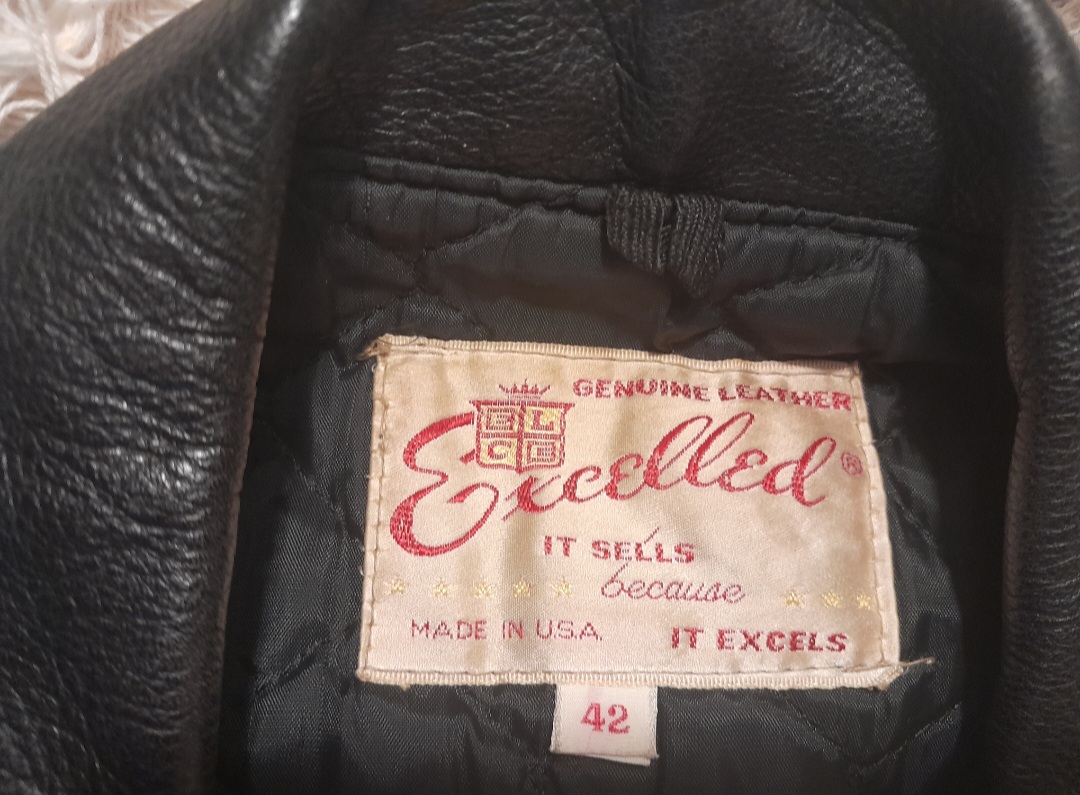 GENUINE LEATHER
Excelled®
IT SELLS
because
MADE IN U.S.A.
IT EXCELS
42